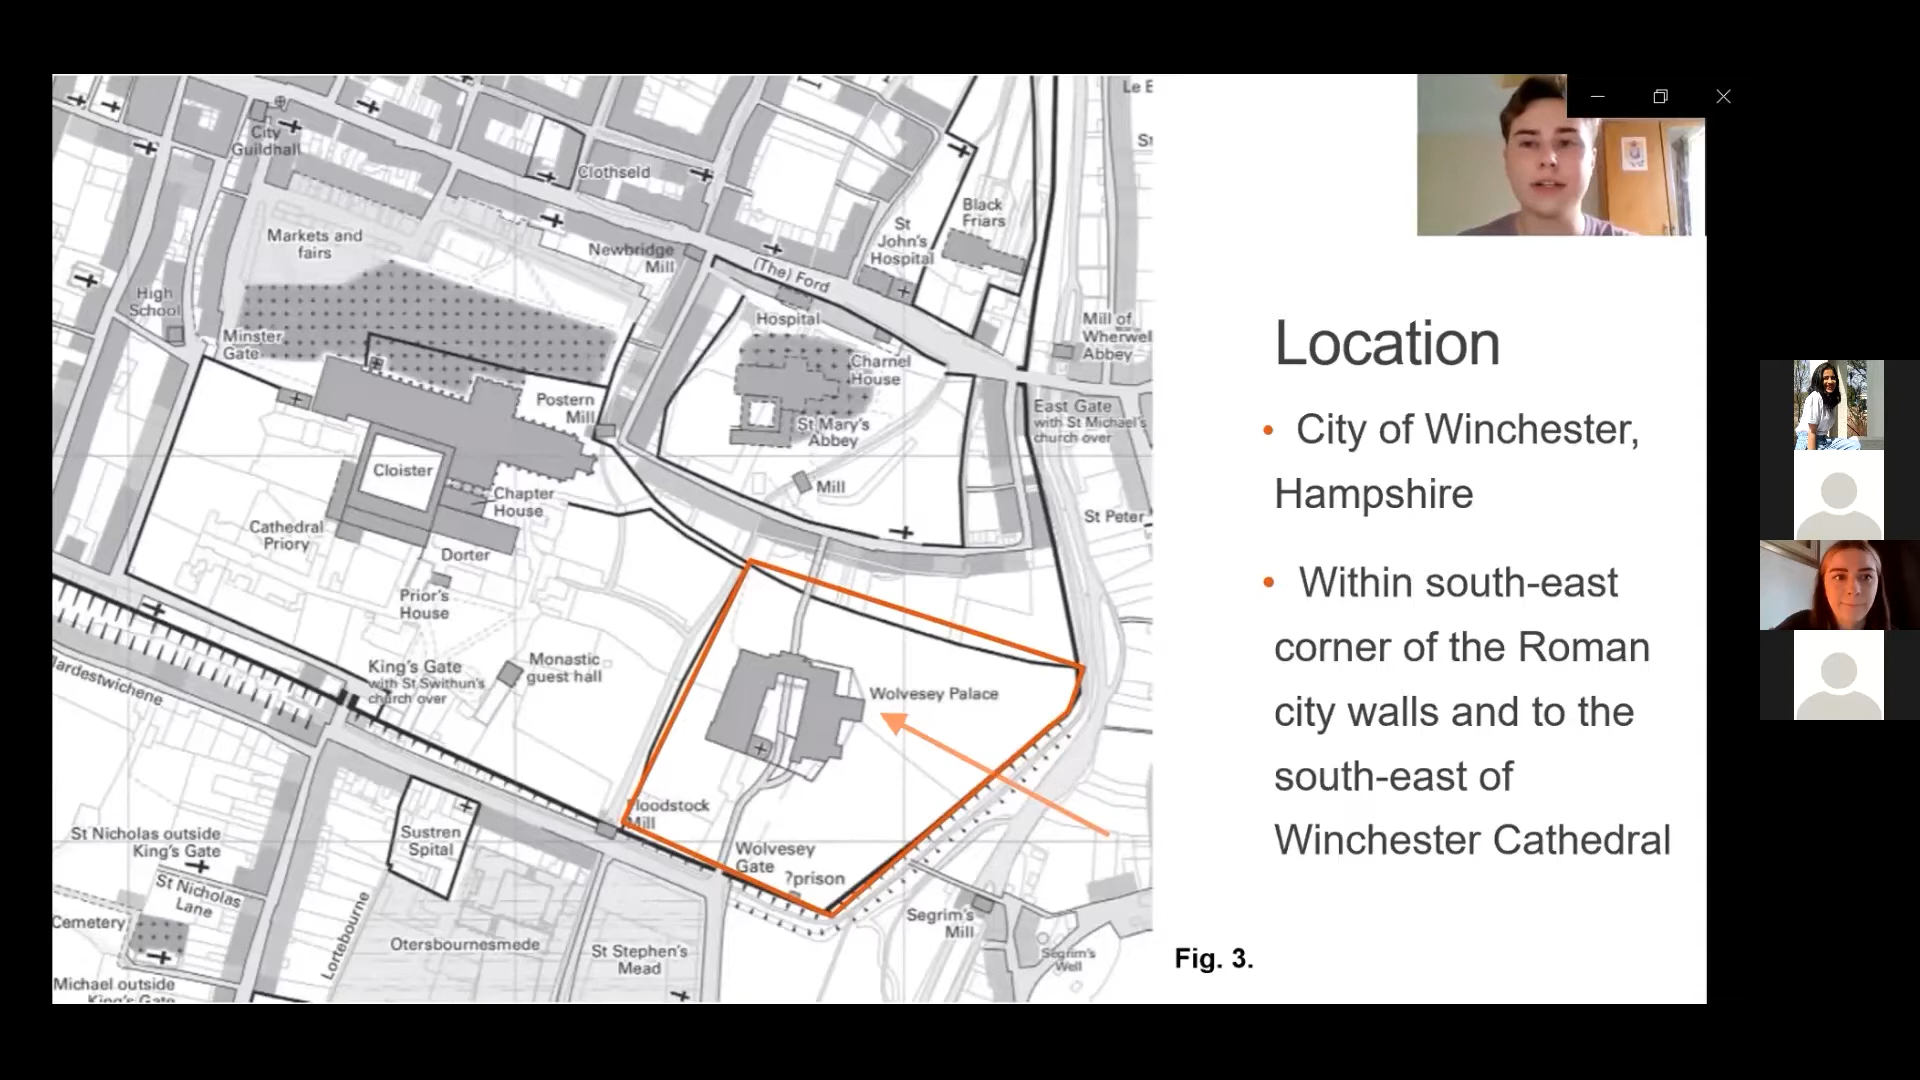 Le
City
Guildhall
Clothseld
Black
Friars
St
John's
Hospital
Markets and
fairs
Newbridge
Mill
(The) Ford
High
School
Hospital
Mill of
Wherwel
Abbey
Minster
Gate
Charnel
House
Postern
Mill
St Mary's
Abbey
East Gate
with St Michael's
church over
Cloister
Chapter
House
Mill
St Peter
Cathedral
Priory
Dorter
Prior's
House
King's Gate
with St Swithun's
church over
Monastic
guest hall
Wolvesey Palace
Floodstock
Mill
Sustren
Spital
St Nicholas outside
King's Gate
Wolvesey
Gate
?prison
St Nicholas
Lane
Cemetery
Lortebourne
Otersbournesmede
St Stephen's
Mead
Segrim's
Mill
Segrim's
Well
Michael outside
King's Gate
Location
• City of Winchester,
Hampshire
• Within south-east
corner of the Roman
city walls and to the
south-east of
Winchester Cathedral
Fig. 3.